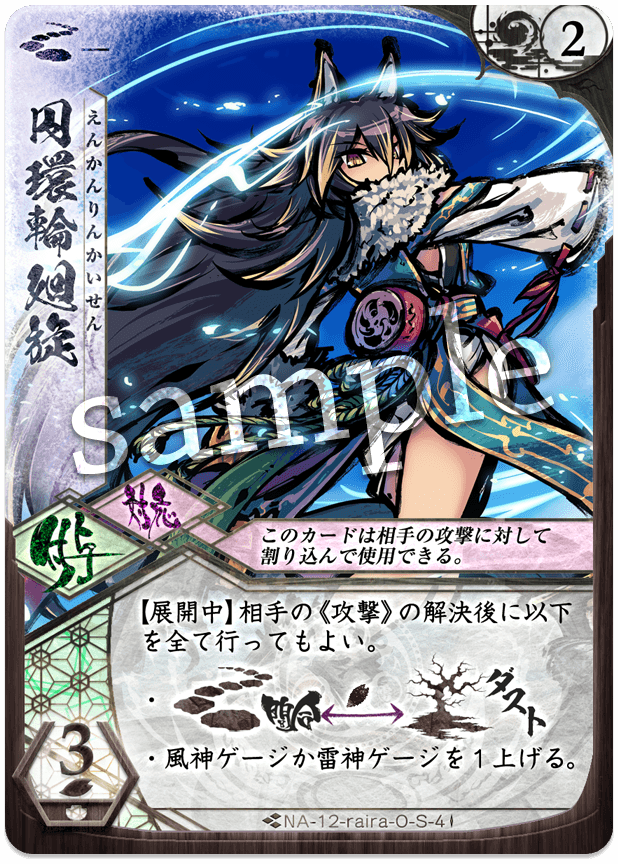 2
円環輪廻旋
えんかんりんかいせん
sample
付与
対応
このカードは相手の攻撃に対して
割り込んで使用できる。
【展開中】相手の《攻撃》の解決後に以下
を全て行ってもよい。
・間合 ダスト
・風神ゲージか雷神ゲージを１上げる。
3
NA-12-raira-O-S-4